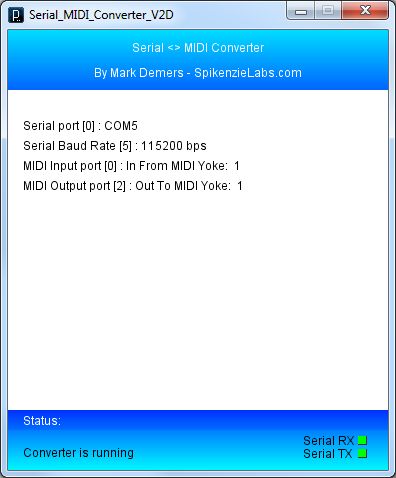 Serial_MIDI_Converter_V2D
Serial <> MIDI Converter
By Mark Demers - SpikenzieLabs.com
Serial port [0] : COM5
Serial Baud Rate [5] : 115200 bps
MIDI Input port [0] : In From MIDI Yoke:  1
MIDI Output port [2] : Out To MIDI Yoke:  1
Status:
Serial RX
Converter is running
Serial TX